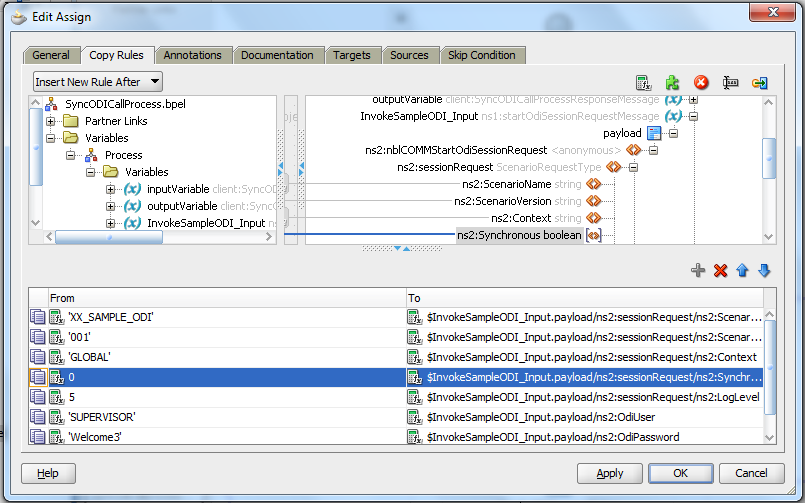 Edit Assign
General Copy Rules Annotations Documentation Targets Sources Skip Condition
Insert New Rule After
SyncODICallProcess.bpel
Partner Links
Variables
Process
Variables
inputVariable client:SyncOD
outputVariable client:SyncO
InvokeSampleODI_Input ns
outputVariable client:SyncODICallProcessResponseMessage
InvokeSampleODI_Input ns1:startOdiSessionRequestMessage
payload
ns2:nblCOMMStartOdiSessionRequest <anonymous>
ns2:sessionRequest ScenarioRequestType
ns2:ScenarioName string
ns2:ScenarioVersion string
ns2:Context string
ns2:Synchronous boolean
From To
'XX_SAMPLE_ODI' $InvokeSampleODI_Input.payload/ns2:sessionRequest/ns2:Scenar...
'001' $InvokeSampleODI_Input.payload/ns2:sessionRequest/ns2:Scenar...
'GLOBAL' $InvokeSampleODI_Input.payload/ns2:sessionRequest/ns2:Context
0 $InvokeSampleODI_Input.payload/ns2:sessionRequest/ns2:Synchr...
5 $InvokeSampleODI_Input.payload/ns2:sessionRequest/ns2:LogLevel
'SUPERVISOR' $InvokeSampleODI_Input.payload/ns2:OdiUser
'Welcome3' $InvokeSampleODI_Input.payload/ns2:OdiPassword
Help Apply OK Cancel